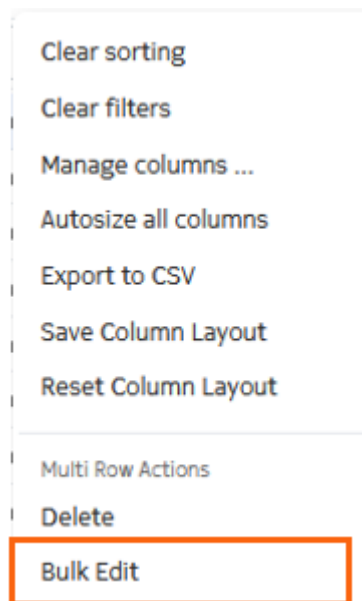 Clear sorting
Clear filters
Manage columns ...
Autosize all columns
Export to CSV
Save Column Layout
Reset Column Layout
Multi Row Actions
Delete
Bulk Edit